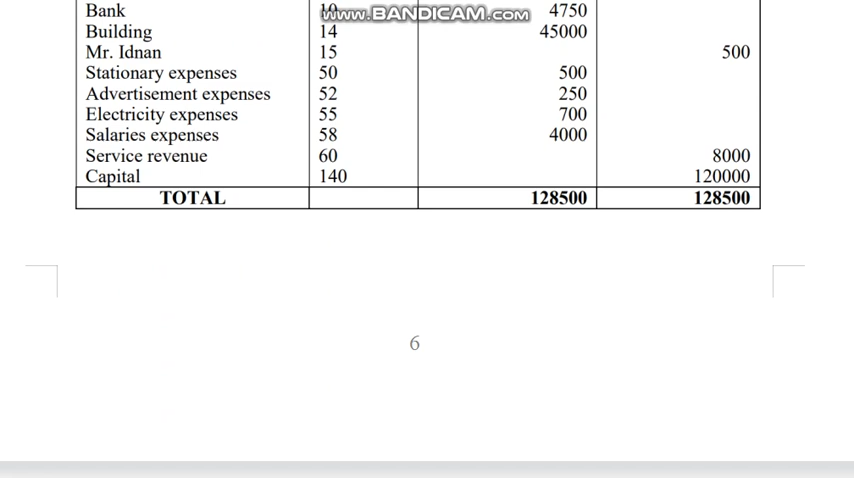 Bank 10 4750
www.BANDICAM.com
Building 14 45000
Mr. Idnan 15 500
Stationary expenses 50 500
Advertisement expenses 52 250
Electricity expenses 55 700
Salaries expenses 58 4000
Service revenue 60 8000
Capital 140 120000
TOTAL 128500 128500
6